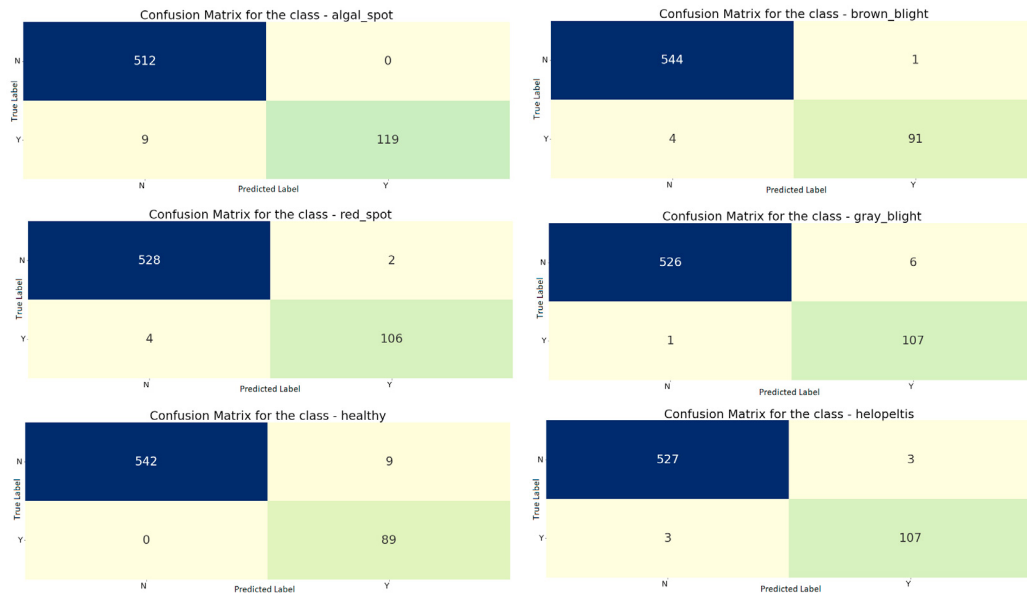 Confusion Matrix for the class - algal_spot
N
512
0
True Label
Y
9
119
N
Y
Predicted Label
Confusion Matrix for the class - brown_blight
N
544
1
True Label
Y
4
91
N
Y
Predicted Label
Confusion Matrix for the class - red_spot
N
528
2
True Label
Y
4
106
N
Y
Predicted Label
Confusion Matrix for the class - gray_blight
N
526
6
True Label
Y
1
107
N
Y
Predicted Label
Confusion Matrix for the class - healthy
N
542
9
True Label
Y
0
89
N
Y
Predicted Label
Confusion Matrix for the class - helopeltis
N
527
3
True Label
Y
3
107
N
Y
Predicted Label